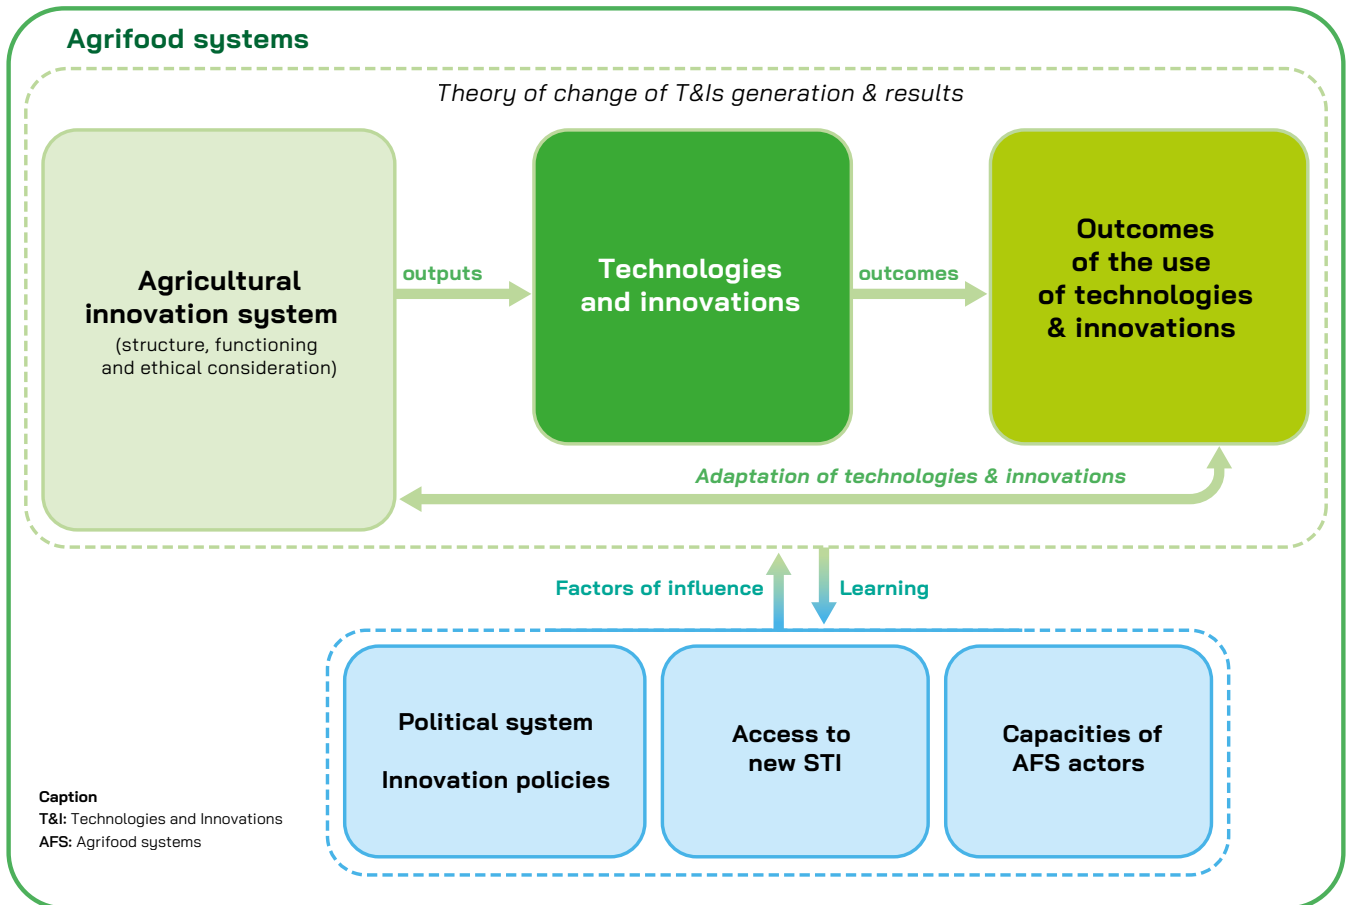 Agrifood systems
Theory of change of T&Is generation & results
Agricultural
innovation system
(structure, functioning
and ethical consideration)
outputs
Technologies
and innovations
outcomes
Outcomes
of the use
of technologies
& innovations
Adaptation of technologies & innovations
Factors of influence
Learning
Political system
Innovation policies
Access to
new STI
Capacities of
AFS actors
Caption
T&I: Technologies and Innovations
AFS: Agrifood systems